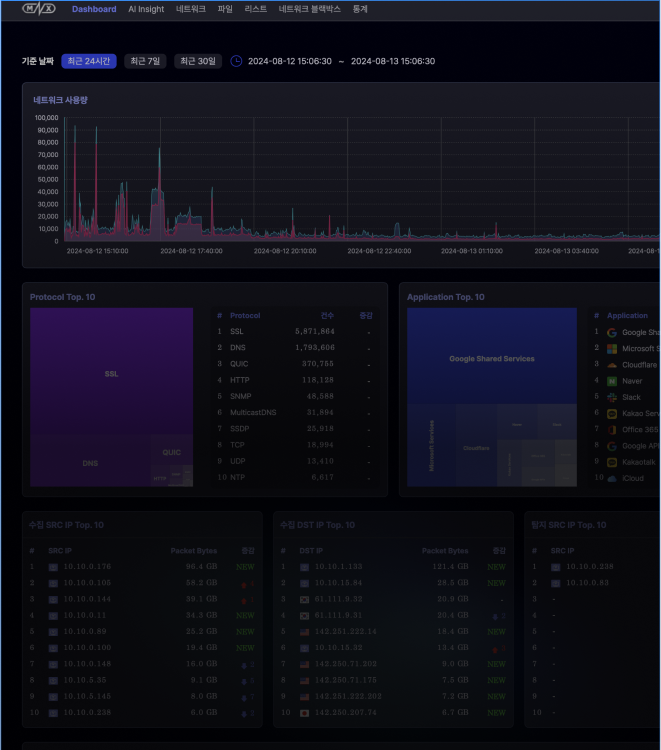 MNX Dashboard AI Insight 네트워크 파일 리스트 네트워크 블랙박스 통계
기준 날짜 최근 24시간 최근 7일 최근 30일 2024-08-12 15:06:30 ~ 2024-08-13 15:06:30
네트워크 사용량
100,000
90,000
80,000
70,000
60,000
50,000
40,000
30,000
20,000
10,000
0
2024-08-12 15:10:00 2024-08-12 17:40:00 2024-08-12 20:10:00 2024-08-12 22:40:00 2024-08-13 01:10:00 2024-08-13 03:40:00 2024-08-1
Protocol Top. 10
SSL
DNS
QUIC
HTTP
# Protocol 건수 증감
1 SSL 5,871,864 -
2 DNS 1,793,606 -
3 QUIC 370,755 -
4 HTTP 118,128 -
5 SNMP 48,588 -
6 MulticastDNS 31,894 -
7 SSDP 25,918 -
8 TCP 18,994 -
9 UDP 13,410 -
10 NTP 6,617 -
Application Top. 10
Google Shared Services
Microsoft Services
Cloudflare
# Application
1 Google Sha
2 Microsoft S
3 Cloudflare
4 Naver
5 Slack
6 Kakao Serv
7 Office 365
8 Google API
9 Kakaotalk
10 iCloud
수집 SRC IP Top. 10
# SRC IP Packet Bytes 증감
1 10.10.0.176 90.4 GB NEW
2 10.10.0.105 58.2 GB
3 10.10.0.144 39.1 GB
4 10.10.0.11 34.3 GB NEW
5 10.10.0.99 25.2 GB NEW
6 10.10.0.100 19.4 GB NEW
7 10.10.0.148 16.0 GB
8 10.10.5.35 9.1 GB
9 10.10.5.145 8.0 GB
10 10.10.0.238 6.0 GB
수집 DST IP Top. 10
# DST IP Packet Bytes 증감
1 10.10.1.133 121.4 GB NEW
2 10.10.15.84 28.5 GB NEW
3 61.111.9.32 20.9 GB -
4 61.111.9.31 20.4 GB
5 142.251.222.14 18.4 GB NEW
6 10.10.15.32 13.4 GB
7 142.250.71.202 9.0 GB NEW
8 142.250.71.175 7.3 GB NEW
9 142.251.222.202 7.2 GB NEW
10 142.250.207.74 6.7 GB NEW
탐지 SRC IP Top. 10
# SRC IP
1 10.10.0.238
2 10.10.0.83
3 -
4 -
5 -
6 -
7 -
8 -
9 -
10 -